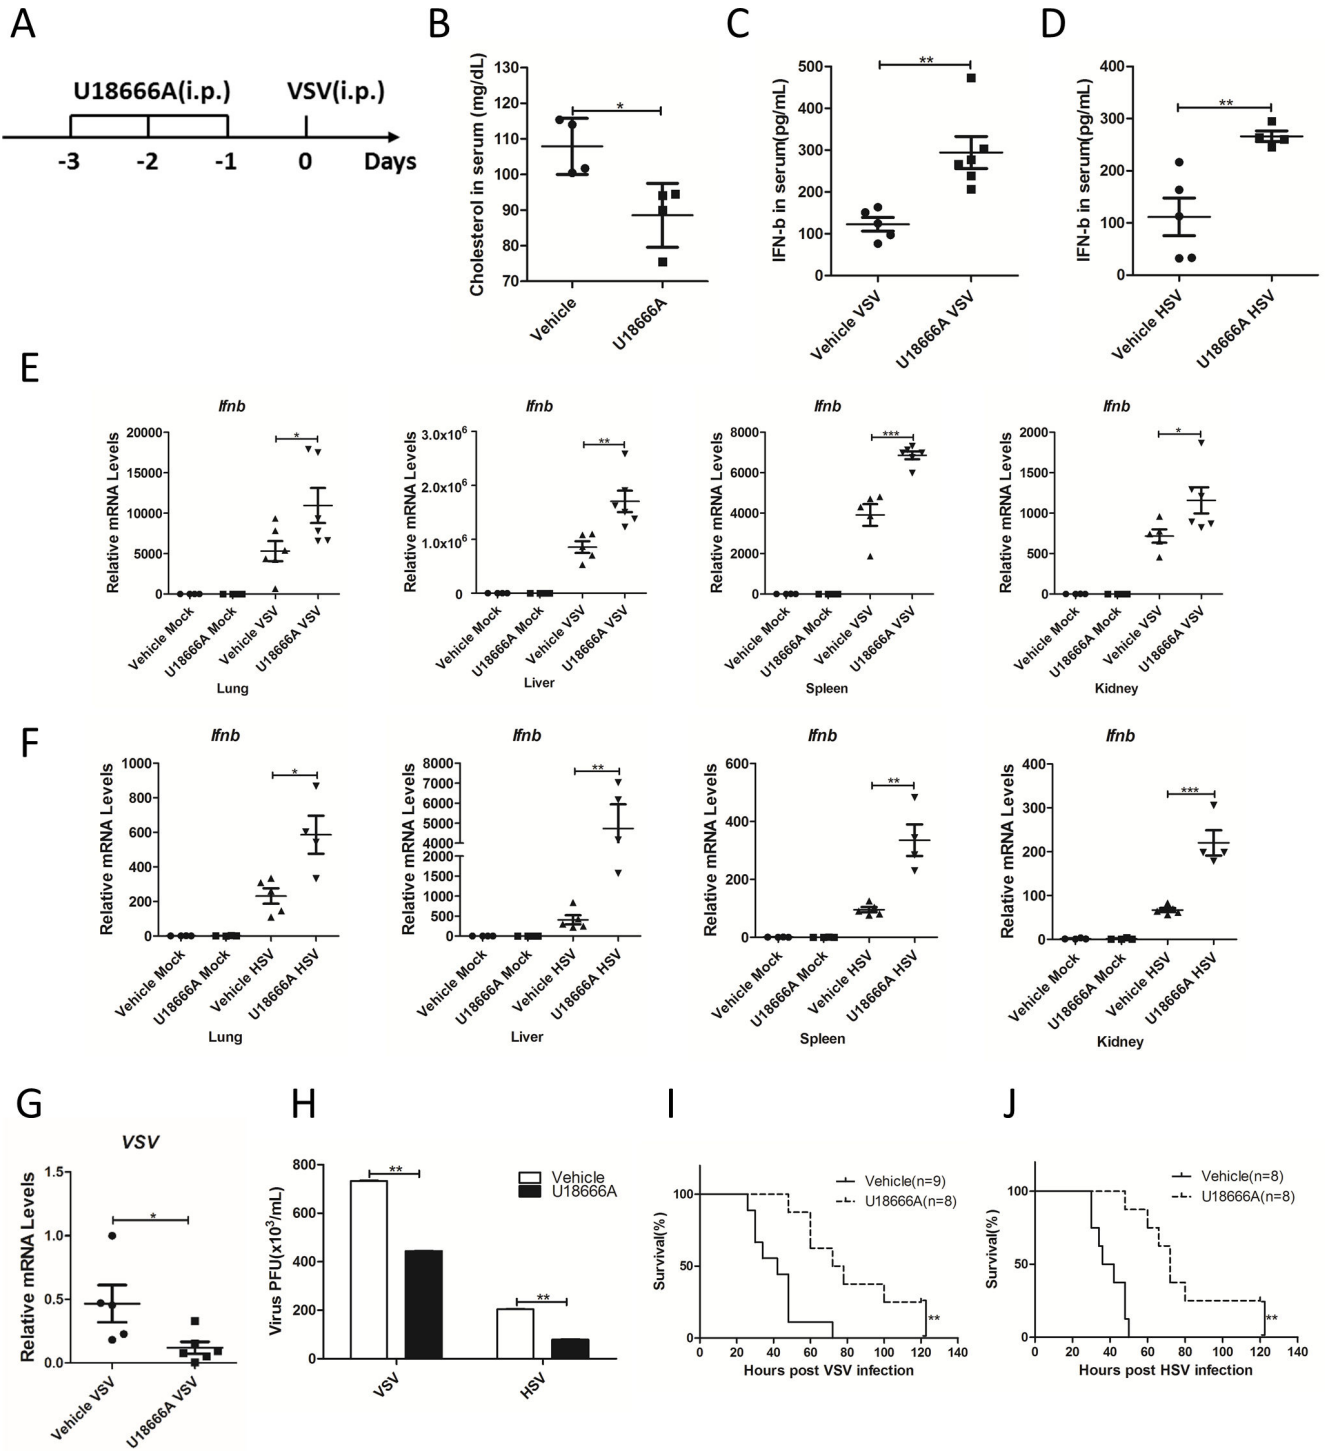 A
U18666A(i.p.)
VSV(i.p.)
-3
-2
-1
0
Days
B
Cholesterol in serum (mg/dL)
130
120
110
100
90
80
70
*
Vehicle
U18666A
C
IFN-b in serum(pg/mL)
500
400
300
200
100
0
**
Vehicle VSV
U18666A VSV
D
IFN-b in serum(pg/mL)
400
300
200
100
0
**
Vehicle HSV
U18666A HSV
E
Ifnb
Relative mRNA Levels
20000
15000
10000
5000
0
*
Vehicle Mock
U18666A Mock
Vehicle VSV
U18666A VSV
Lung
Ifnb
Relative mRNA Levels
3.0x10⁶
2.0x10⁶
1.0x10⁶
0
**
Vehicle Mock
U18666A Mock
Vehicle VSV
U18666A VSV
Liver
Ifnb
Relative mRNA Levels
8000
6000
4000
2000
0
***
Vehicle Mock
U18666A Mock
Vehicle VSV
U18666A VSV
Spleen
Ifnb
Relative mRNA Levels
2000
1500
1000
500
0
*
Vehicle Mock
U18666A Mock
Vehicle VSV
U18666A VSV
Kidney
F
Ifnb
Relative mRNA Levels
1000
800
600
400
200
0
*
Vehicle Mock
U18666A Mock
Vehicle HSV
U18666A HSV
Lung
Ifnb
Relative mRNA Levels
8000
7000
6000
5000
4000
2000
1500
1000
500
0
**
Vehicle Mock
U18666A Mock
Vehicle HSV
U18666A HSV
Liver
Ifnb
Relative mRNA Levels
600
400
200
0
**
Vehicle Mock
U18666A Mock
Vehicle HSV
U18666A HSV
Spleen
Ifnb
Relative mRNA Levels
400
300
200
100
0
***
Vehicle Mock
U18666A Mock
Vehicle HSV
U18666A HSV
Kidney
G
VSV
Relative mRNA Levels
1.5
1.0
0.5
0.0
*
Vehicle VSV
U18666A VSV
H
Virus PFU(x10³/mL)
800
600
400
200
0
**
**
Vehicle
U18666A
VSV
HSV
I
Survival(%)
100
50
0
Vehicle(n=9)
U18666A(n=8)
**
0 20 40 60 80 100 120 140
Hours post VSV infection
J
Survival(%)
100
50
0
Vehicle(n=8)
U18666A(n=8)
**
0 20 40 60 80 100 120 140
Hours post HSV infection